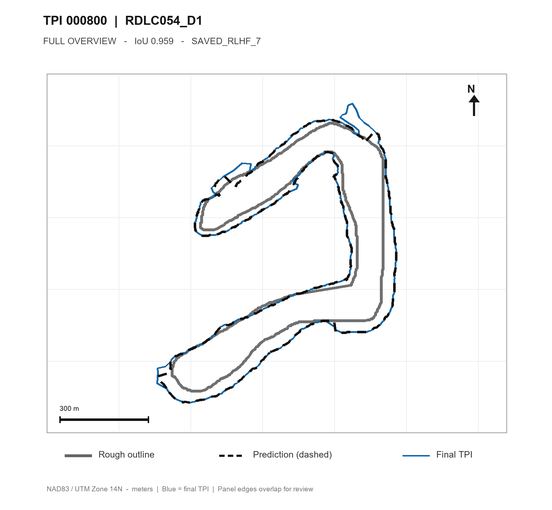 TPI 000800 | RDLC054_D1
FULL OVERVIEW - IoU 0.959 - SAVED_RLHF_7
N
300 m
Rough outline Prediction (dashed) Final TPI
NAD83 / UTM Zone 14N - meters | Blue = final TPI | Panel edges overlap for review